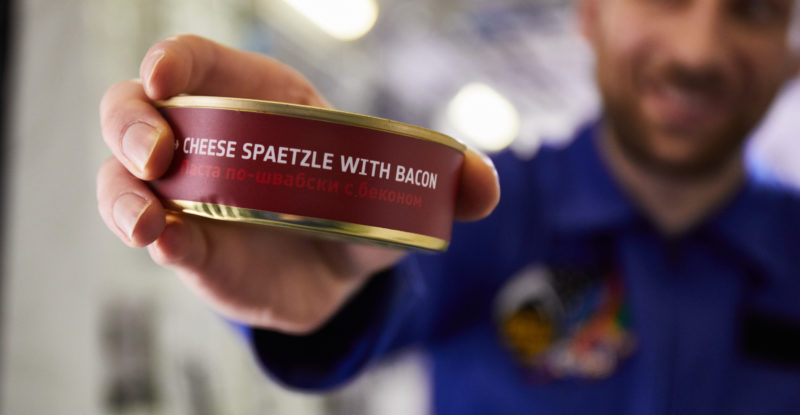 CHEESE SPAETZLE WITH BACON
Паста по-швабски с беконом